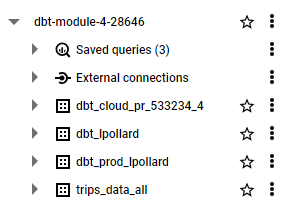 dbt-module-4-28646
Saved queries (3)
External connections
dbt_cloud_pr_533234_4
dbt_lpollard
dbt_prod_lpollard
trips_data_all